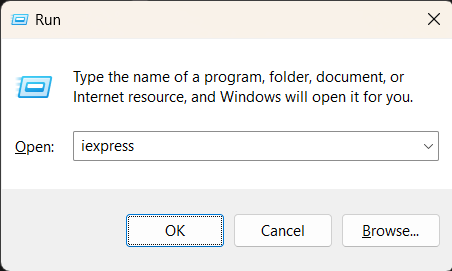 Run
Type the name of a program, folder, document, or
Internet resource, and Windows will open it for you.
Open: iexpress
OK Cancel Browse...